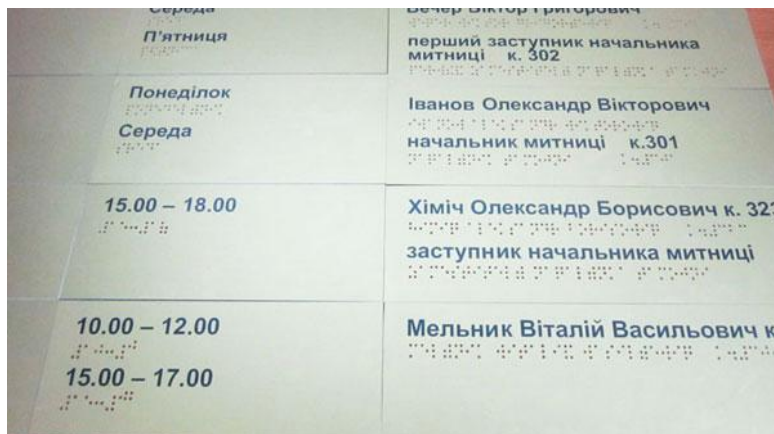 Середа
П'ятниця
Вечер Віктор Григорович
перший заступник начальника
митниці к. 302
Понеділок
Середа
Іванов Олександр Вікторович
начальник митниці к.301
15.00 – 18.00
Хіміч Олександр Борисович к. 323
заступник начальника митниці
10.00 – 12.00
15.00 – 17.00
Мельник Віталій Васильович к